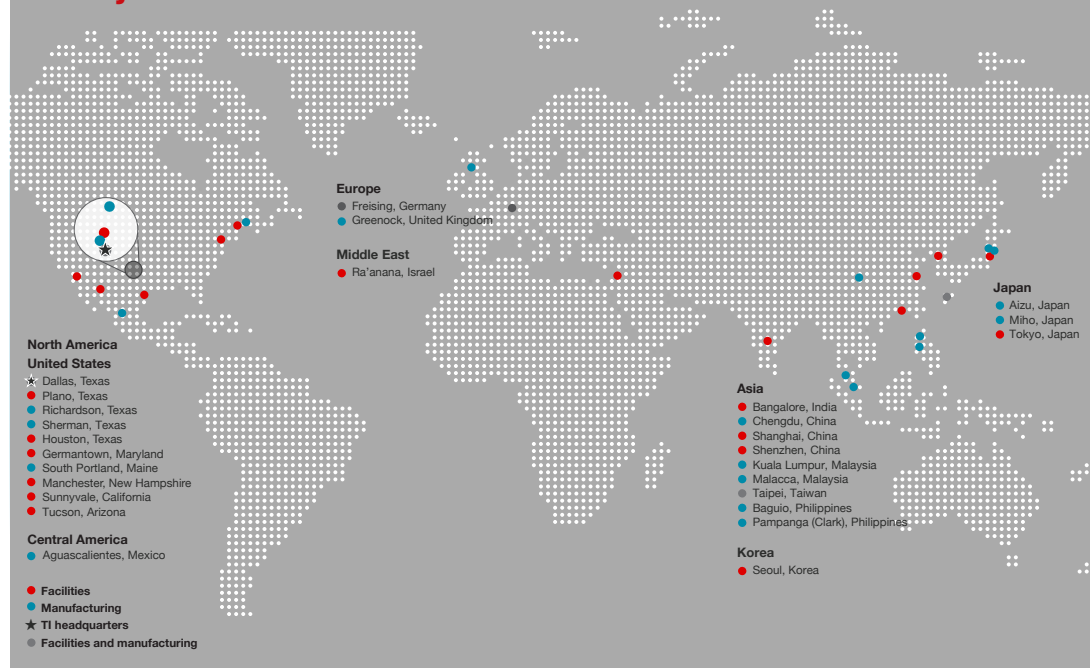 North America
United States
Dallas, Texas
Plano, Texas
Richardson, Texas
Sherman, Texas
Houston, Texas
Germantown, Maryland
South Portland, Maine
Manchester, New Hampshire
Sunnyvale, California
Tucson, Arizona
Central America
Aguascalientes, Mexico
Facilities
Manufacturing
TI headquarters
Facilities and manufacturing
Europe
Freising, Germany
Greenock, United Kingdom
Middle East
Ra'anana, Israel
Asia
Bangalore, India
Chengdu, China
Shanghai, China
Shenzhen, China
Kuala Lumpur, Malaysia
Malacca, Malaysia
Taipei, Taiwan
Baguio, Philippines
Pampanga (Clark), Philippines
Korea
Seoul, Korea
Japan
Aizu, Japan
Miho, Japan
Tokyo, Japan